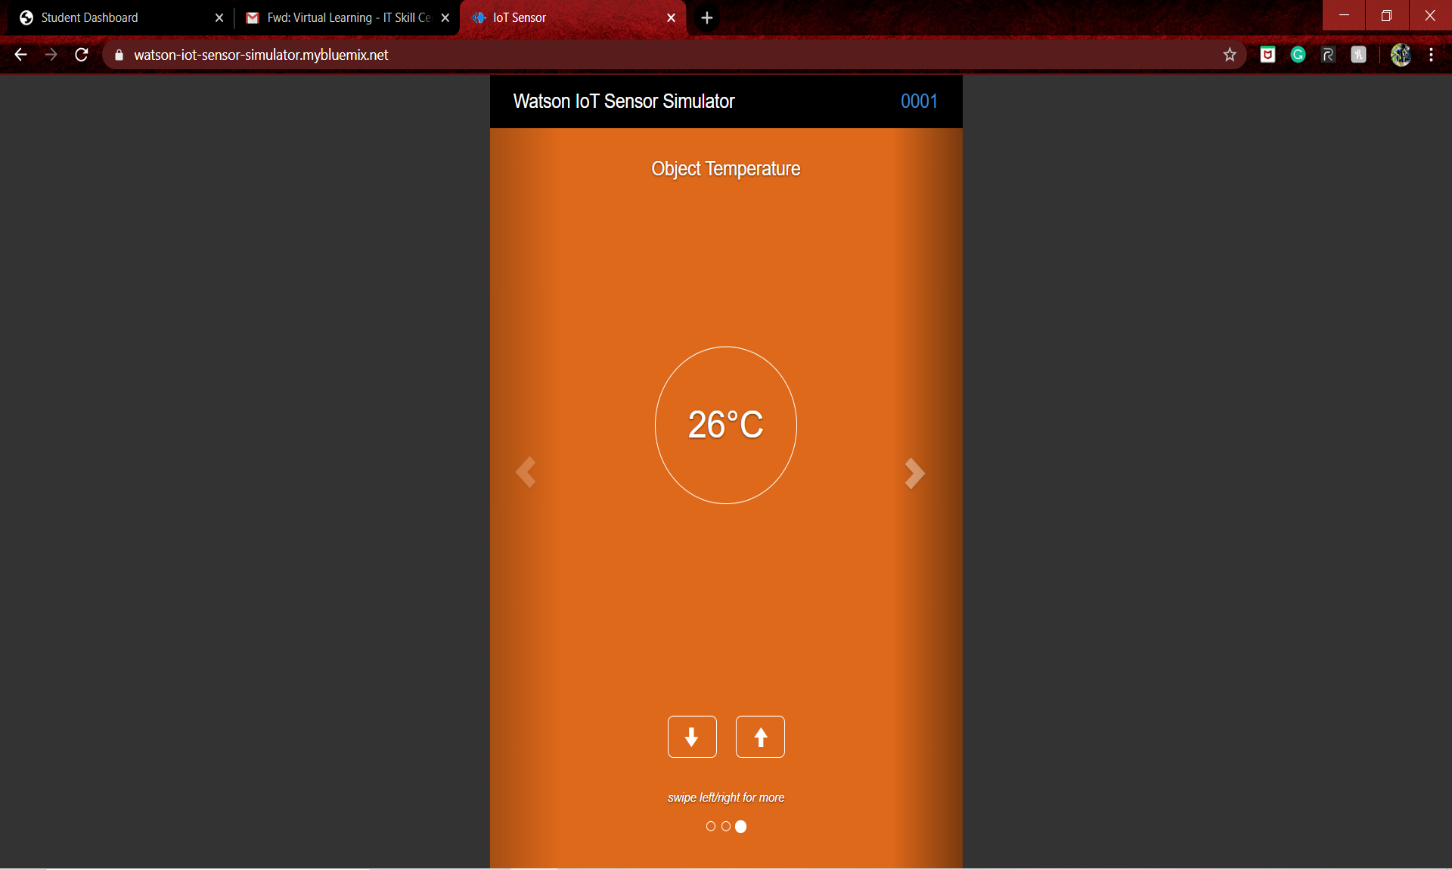 Student Dashboard
Fwd: Virtual Learning - IT Skill Ce
IoT Sensor
watson-iot-sensor-simulator.mybluemix.net
Watson IoT Sensor Simulator
0001
Object Temperature
26°C
swipe left/right for more